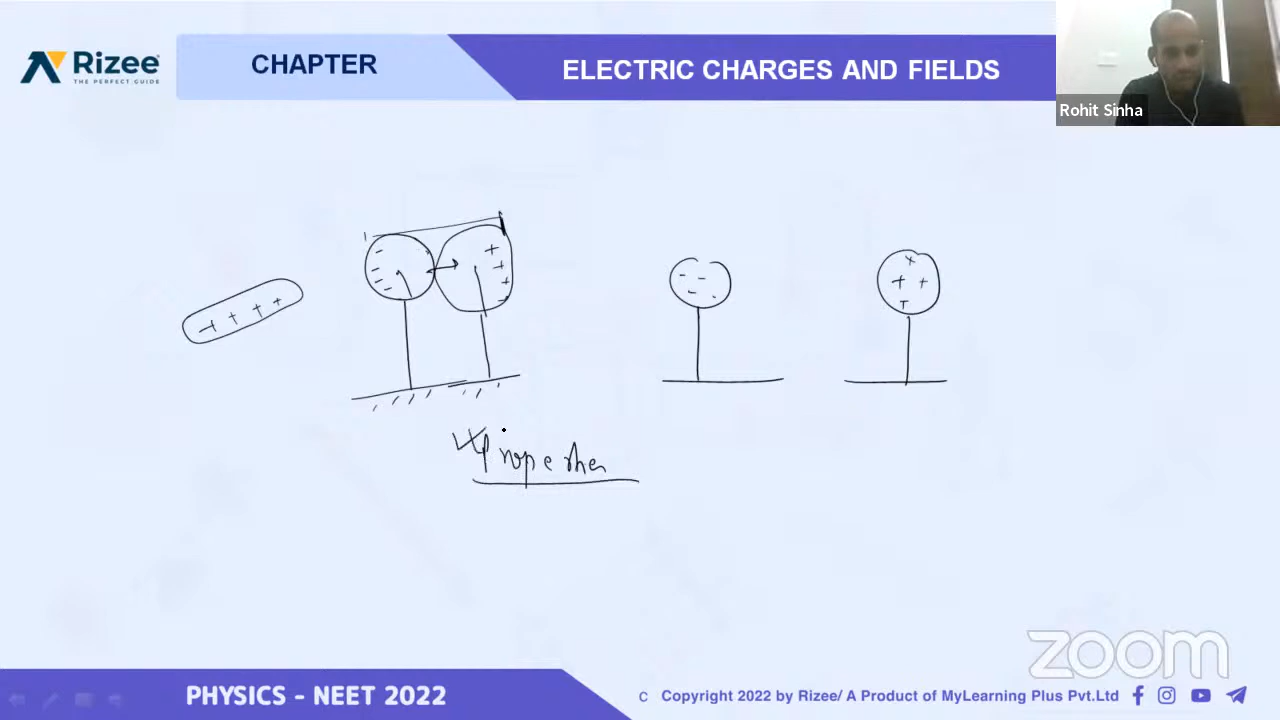 Rizee
THE PERFECT GUIDE
CHAPTER
ELECTRIC CHARGES AND FIELDS
Rohit Sinha
zoom
PHYSICS - NEET 2022
C Copyright 2022 by Rizee/ A Product of MyLearning Plus Pvt.Ltd